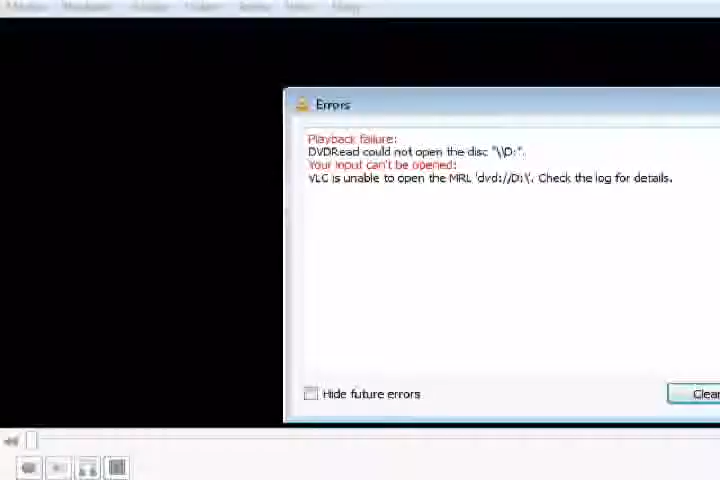 Errors
Playback failure:
DVDRead could not open the disc "\\D:".
Your input can't be opened:
VLC is unable to open the MRL 'dvd://D:\'. Check the log for details.
Hide future errors
Clear